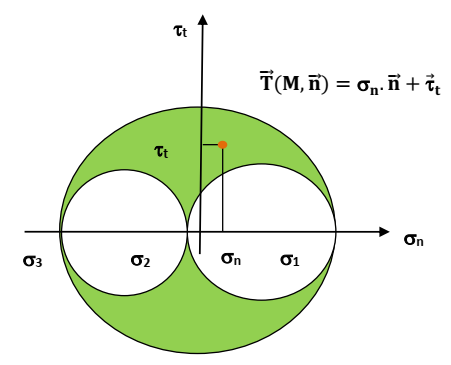 τt
T⃗(M, n⃗) = σn. n⃗ + τ⃗t
τt
σn
σ3 σ2 σn σ1